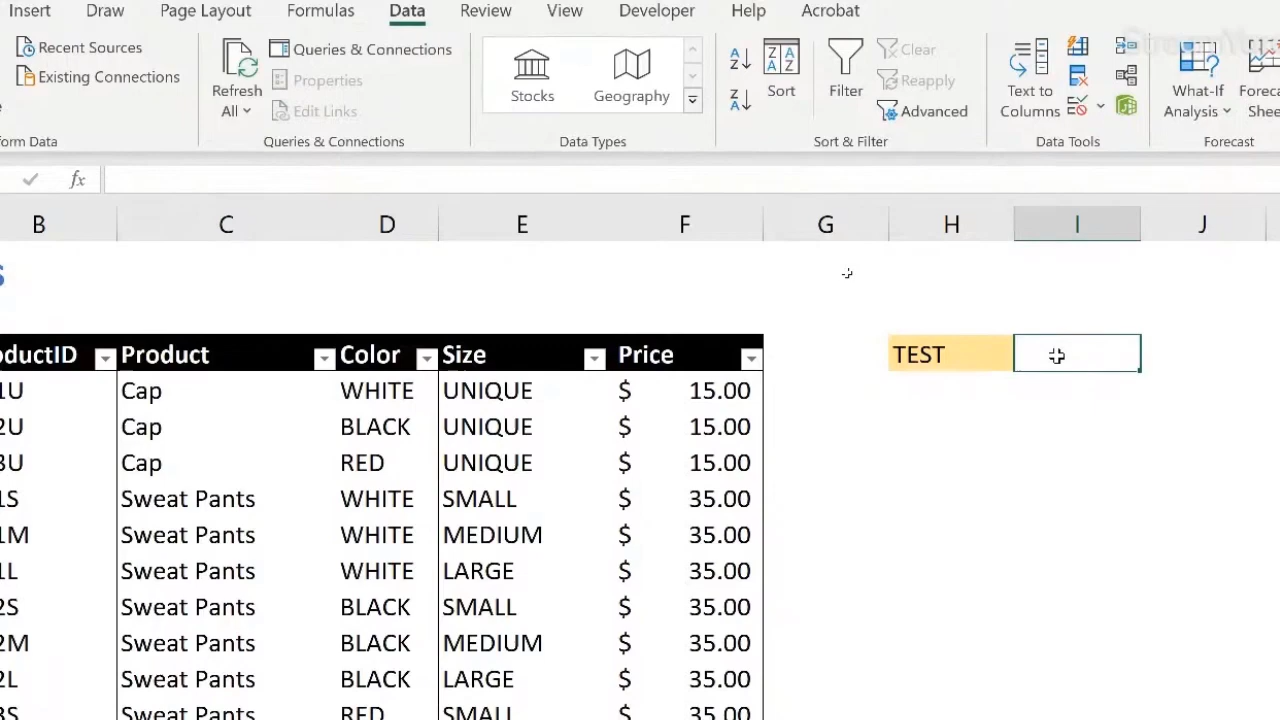 Insert Draw Page Layout Formulas Data Review View Developer Help Acrobat
Recent Sources
Existing Connections
Refresh
All
Queries & Connections
Properties
Edit Links
Queries & Connections
Stocks
Geography
Data Types
Sort
Filter
Clear
Reapply
Advanced
Sort & Filter
Text to
Columns
Data Tools
What-If
Analysis
Foreca
Shee
Forecast
form Data
fx
B C D E F G H I J
S
oductID Product Color Size Price TEST
1U Cap WHITE UNIQUE $ 15.00
2U Cap BLACK UNIQUE $ 15.00
3U Cap RED UNIQUE $ 15.00
1S Sweat Pants WHITE SMALL $ 35.00
1M Sweat Pants WHITE MEDIUM $ 35.00
1L Sweat Pants WHITE LARGE $ 35.00
2S Sweat Pants BLACK SMALL $ 35.00
2M Sweat Pants BLACK MEDIUM $ 35.00
2L Sweat Pants BLACK LARGE $ 35.00
3S Sweat Pants RED SMALL $ 35.00